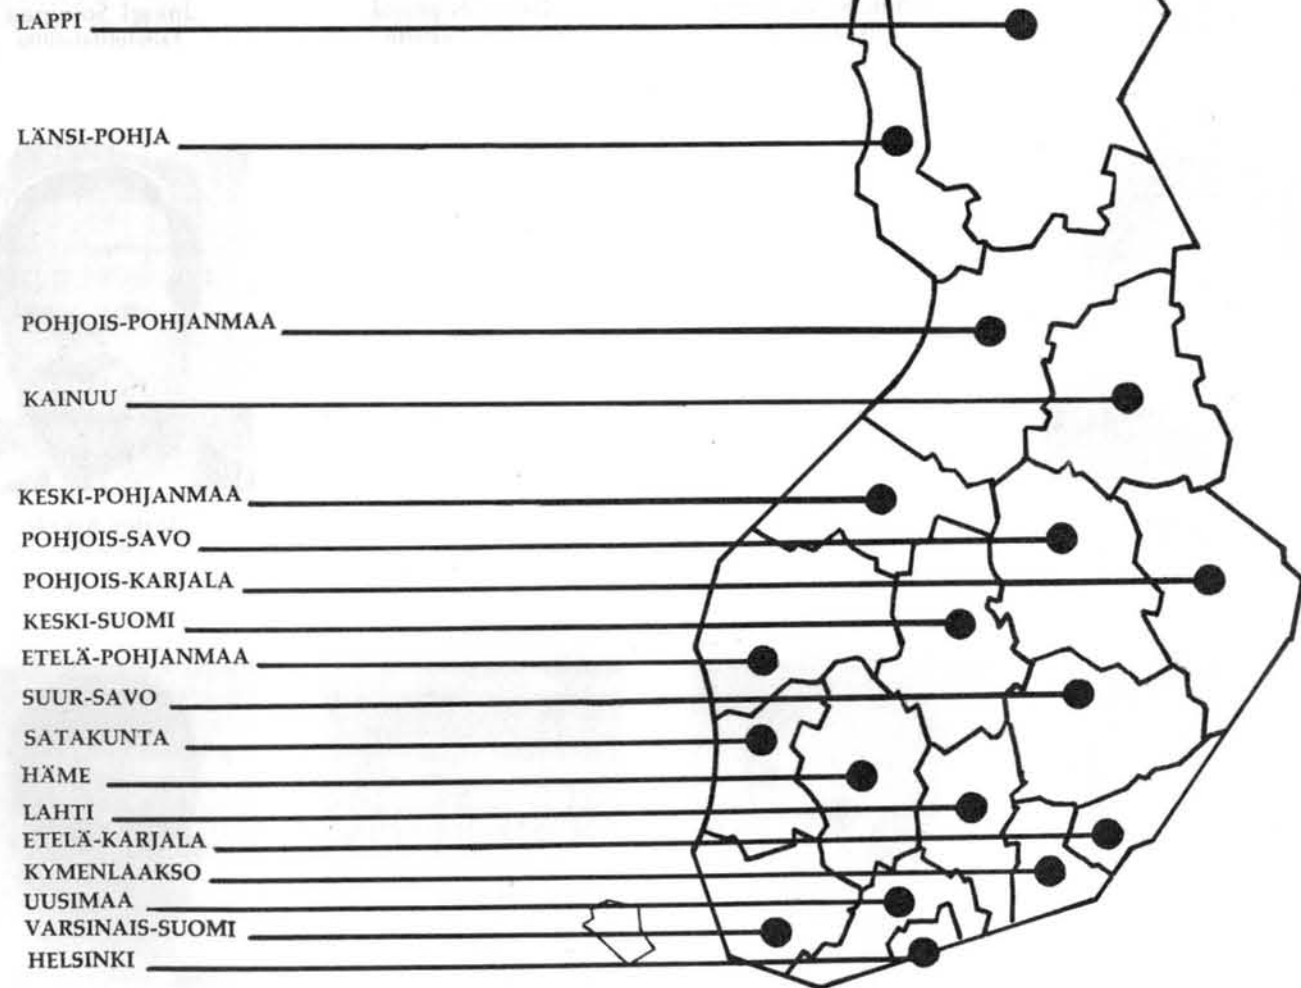 LAPPI
LÄNSI-POHJA
POHJOIS-POHJANMAA
KAINUU
KESKI-POHJANMAA
POHJOIS-SAVO
POHJOIS-KARJALA
KESKI-SUOMI
ETELÄ-POHJANMAA
SUUR-SAVO
SATAKUNTA
HÄME
LAHTI
ETELÄ-KARJALA
KYMENLAAKSO
UUSIMAA
VARSINAIS-SUOMI
HELSINKI